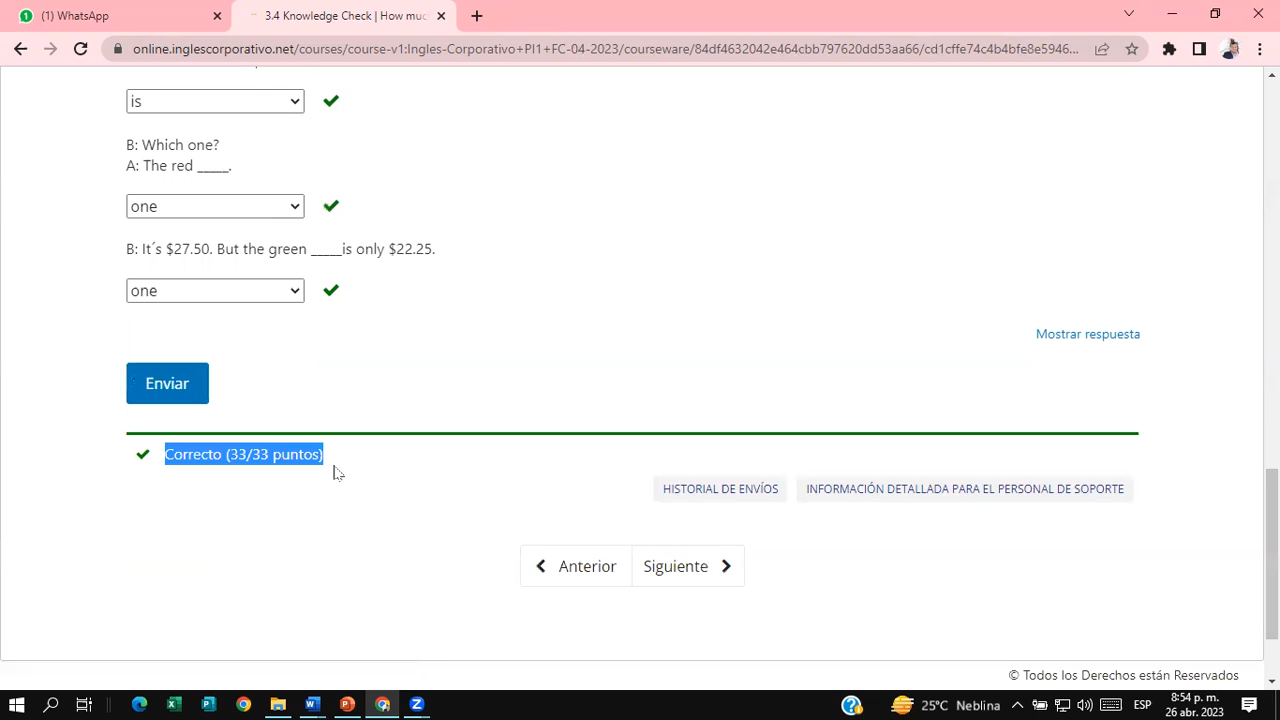 (1) WhatsApp
3.4 Knowledge Check | How muc
online.inglescorporativo.net/courses/course-v1:Ingles-Corporativo+PI1+FC-04-2023/courseware/84df4632042e464cbb797620dd53aa66/cd1cffe74c4b4bfe8e5946...
is
B: Which one?
A: The red _____.
one
B: It´s $27.50. But the green _____is only $22.25.
one
Mostrar respuesta
Enviar
Correcto (33/33 puntos)
HISTORIAL DE ENVÍOS
INFORMACIÓN DETALLADA PARA EL PERSONAL DE SOPORTE
Anterior
Siguiente
© Todos los Derechos están Reservados
25°C Neblina
ESP
8:54 p. m.
26 abr. 2023